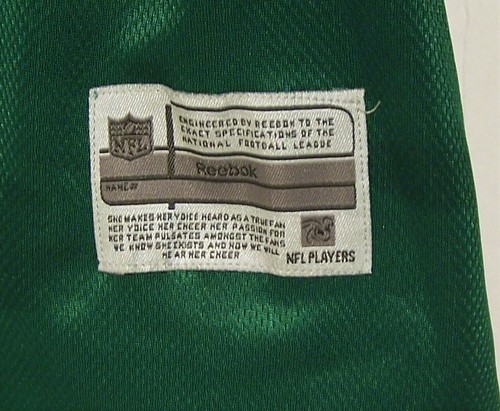 NFL
ENGINEERED BY REEBOK TO THE
EXACT SPECIFICATIONS OF THE
NATIONAL FOOTBALL LEAGUE
Reebok
NAME#
SHE MAKES HER VOICE HEARD AS A TRUE FAN
HER VOICE HER CHEER HER PASSION FOR
HER TEAM PULSATES AMONGST THE FANS
WE KNOW SHE EXISTS AND NOW WE WILL
HEAR HER CHEER
NFL PLAYERS